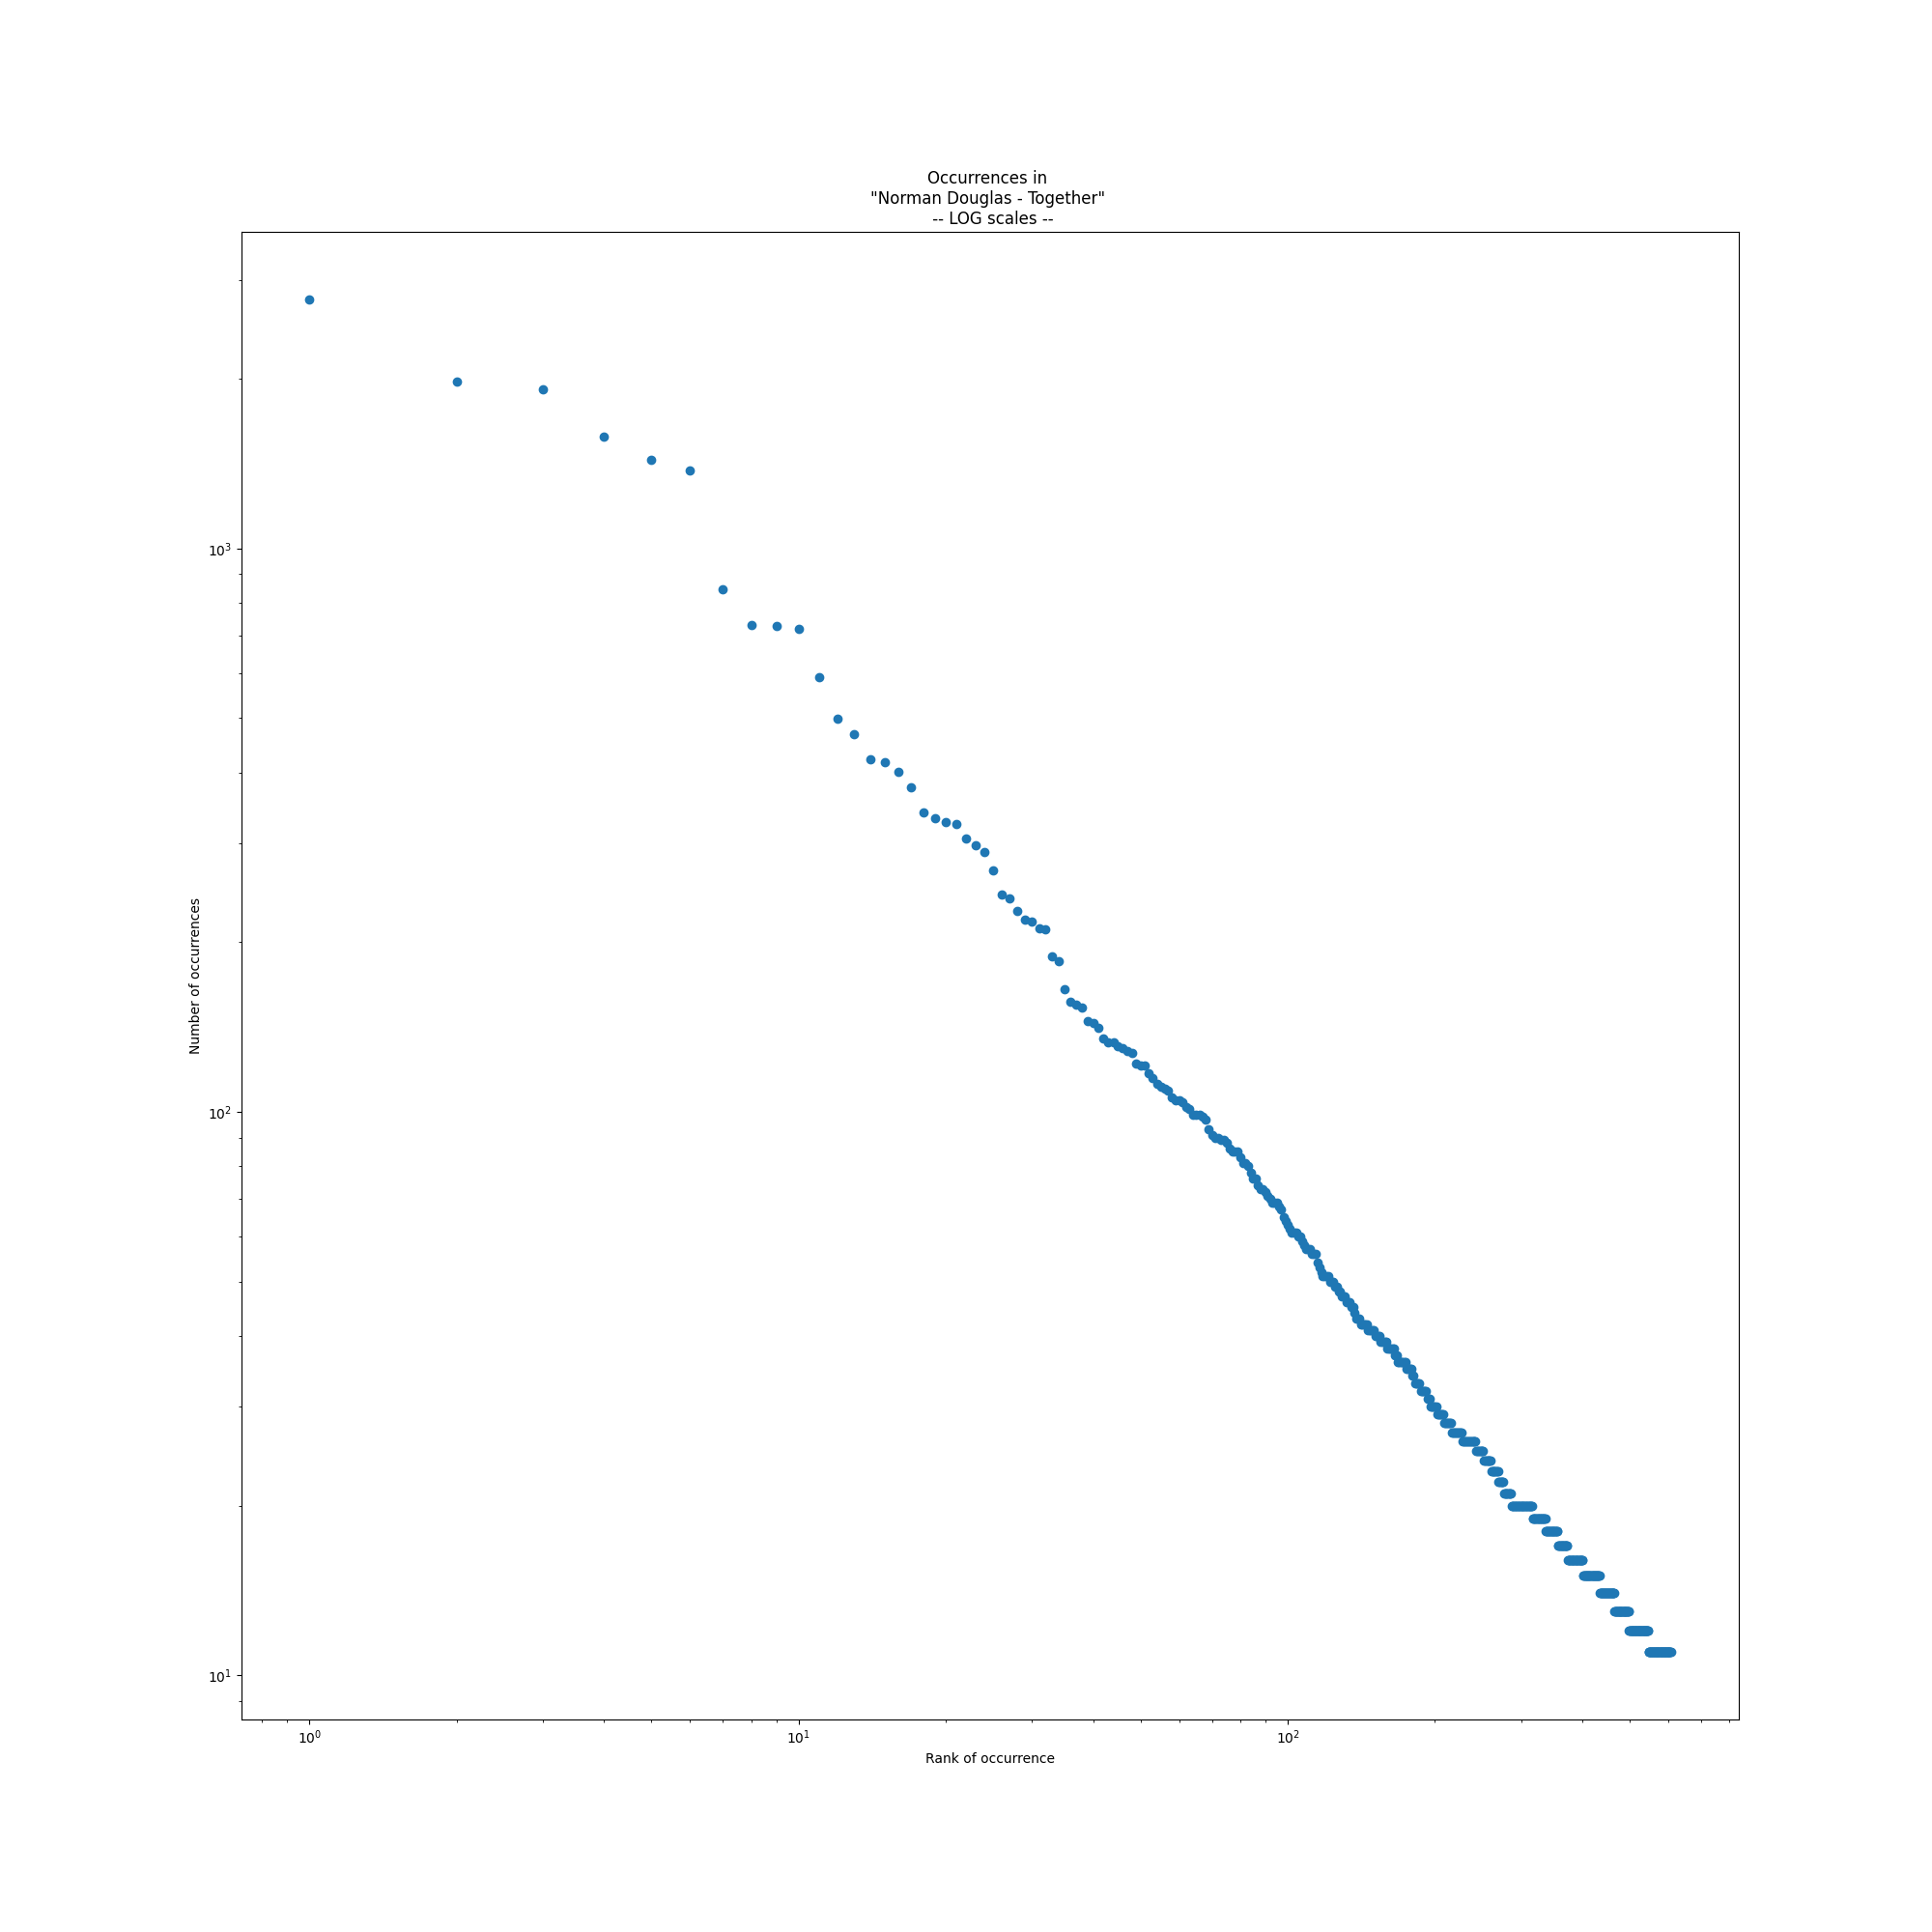 Occurrences in
"Norman Douglas - Together"
-- LOG scales --
Number of occurrences
10³
10²
10¹
10⁰ 10¹ 10²
Rank of occurrence